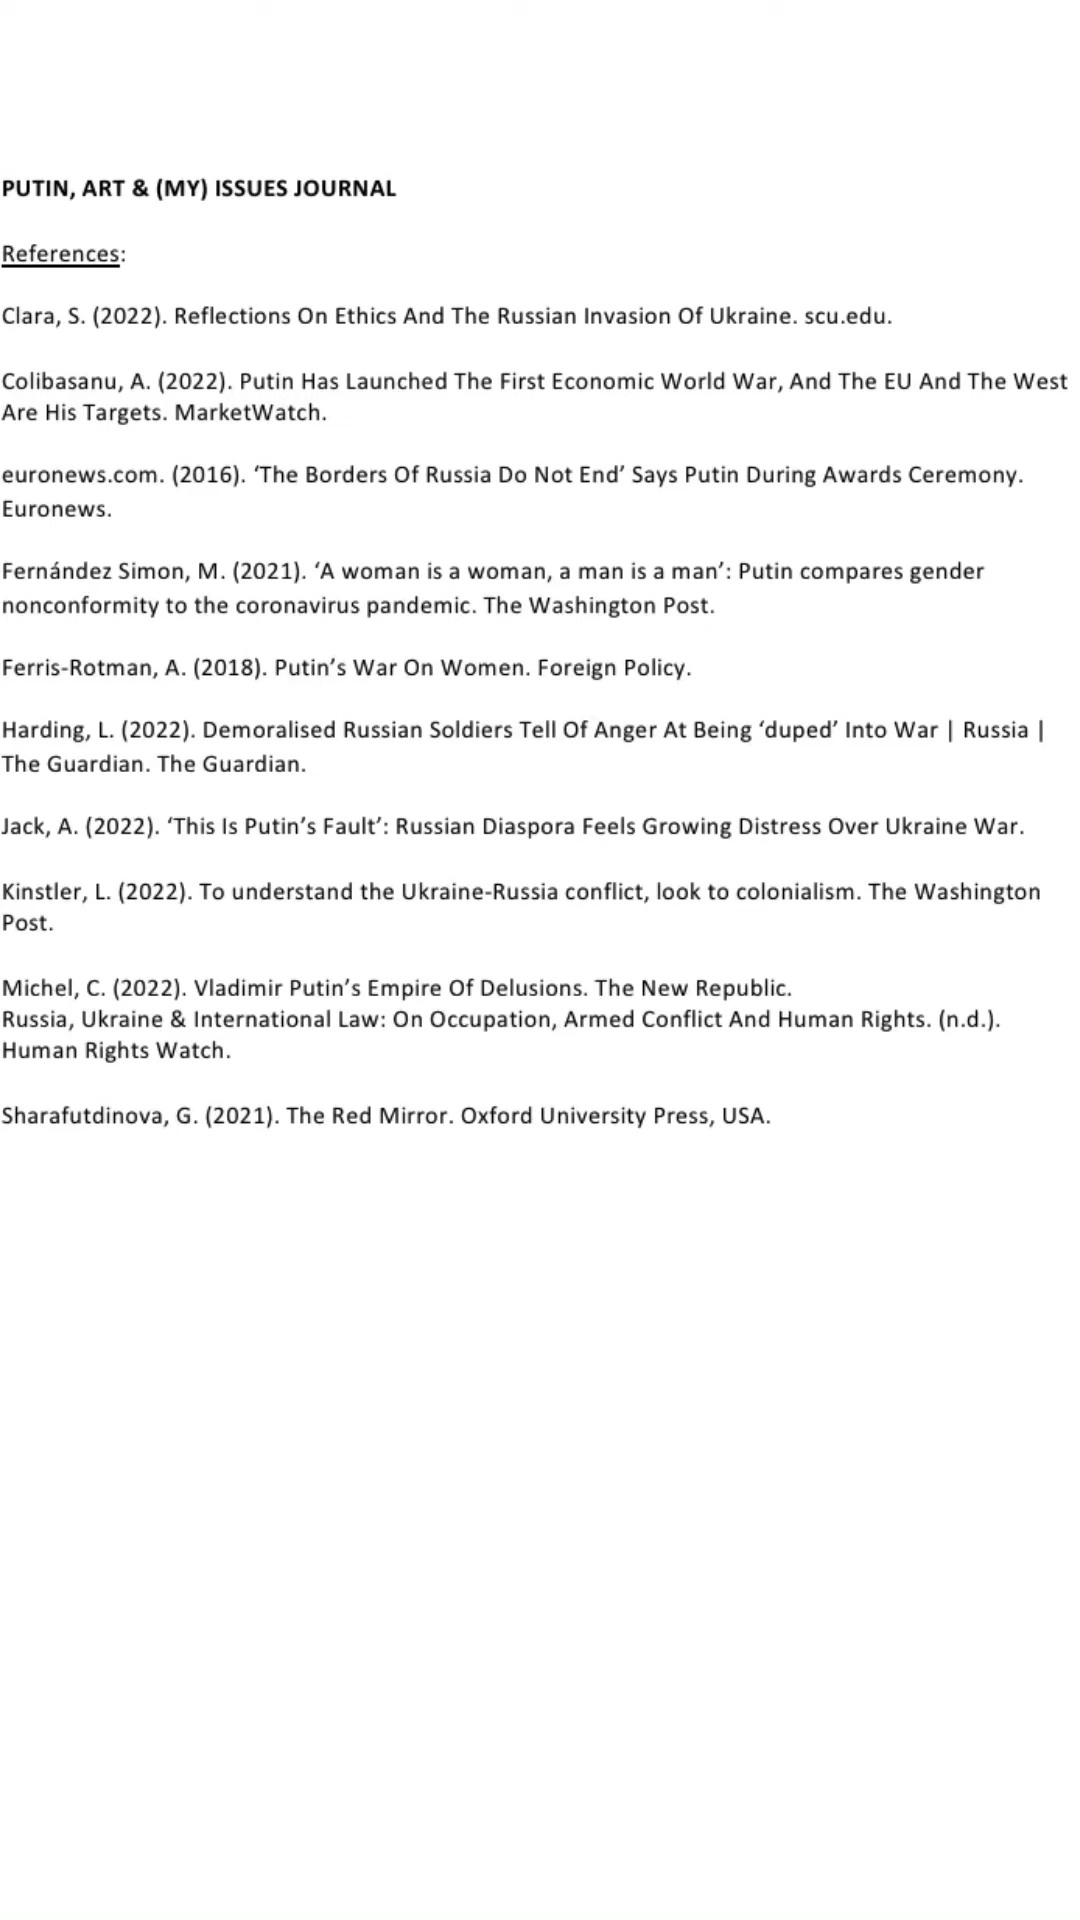 PUTIN, ART & (MY) ISSUES JOURNAL
References:
Clara, S. (2022). Reflections On Ethics And The Russian Invasion Of Ukraine. scu.edu.
Colibasanu, A. (2022). Putin Has Launched The First Economic World War, And The EU And The West
Are His Targets. MarketWatch.
euronews.com. (2016). ‘The Borders Of Russia Do Not End’ Says Putin During Awards Ceremony.
Euronews.
Fernández Simon, M. (2021). ‘A woman is a woman, a man is a man’: Putin compares gender
nonconformity to the coronavirus pandemic. The Washington Post.
Ferris-Rotman, A. (2018). Putin’s War On Women. Foreign Policy.
Harding, L. (2022). Demoralised Russian Soldiers Tell Of Anger At Being ‘duped’ Into War | Russia |
The Guardian. The Guardian.
Jack, A. (2022). ‘This Is Putin’s Fault’: Russian Diaspora Feels Growing Distress Over Ukraine War.
Kinstler, L. (2022). To understand the Ukraine-Russia conflict, look to colonialism. The Washington
Post.
Michel, C. (2022). Vladimir Putin’s Empire Of Delusions. The New Republic.
Russia, Ukraine & International Law: On Occupation, Armed Conflict And Human Rights. (n.d.).
Human Rights Watch.
Sharafutdinova, G. (2021). The Red Mirror. Oxford University Press, USA.